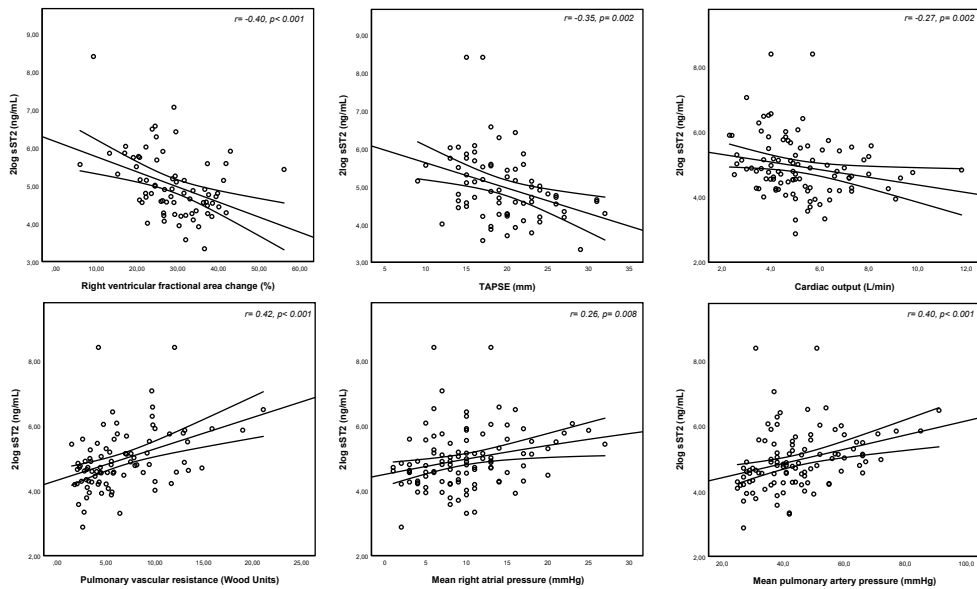 r= -0.40, p< 0.001
9,00
8,00
7,00
6,00
5,00
4,00
3,00
2log sST2 (ng/mL)
,00 10,00 20,00 30,00 40,00 50,00 60,00
Right ventricular fractional area change (%)
r= -0.35, p= 0.002
9,00
8,00
7,00
6,00
5,00
4,00
3,00
2log sST2 (ng/mL)
5 10 15 20 25 30 35
TAPSE (mm)
r= -0.27, p= 0.002
8,00
6,00
4,00
2,00
2log sST2 (ng/mL)
2,0 4,0 6,0 8,0 10,0 12,0
Cardiac output (L/min)
r= 0.42, p< 0.001
8,00
6,00
4,00
2,00
2log sST2 (ng/mL)
,00 5,00 10,00 15,00 20,00 25,00
Pulmonary vascular resistance (Wood Units)
r= 0.26, p= 0.008
8,00
6,00
4,00
2,00
2log sST2 (ng/mL)
0 5 10 15 20 25 30
Mean right atrial pressure (mmHg)
r= 0.40, p< 0.001
8,00
6,00
4,00
2,00
2log sST2 (ng/mL)
20,0 40,0 60,0 80,0 100,0
Mean pulmonary artery pressure (mmHg)